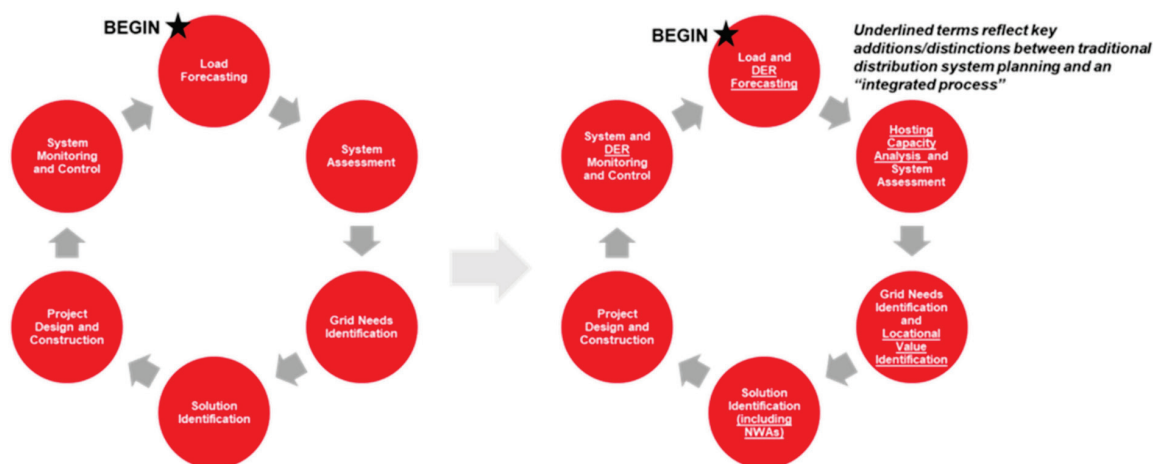 BEGIN
Load
Forecasting
System
Assessment
Grid Needs
Identification
Solution
Identification
Project
Design and
Construction
System
Monitoring
and Control
BEGIN
Load and
DER
Forecasting
Underlined terms reflect key
additions/distinctions between traditional
distribution system planning and an
“integrated process”
Hosting
Capacity
Analysis and
System
Assessment
Grid Needs
Identification
and
Locational
Value
Identification
Solution
Identification
(including
NWAs)
Project
Design and
Construction
System and
DER
Monitoring
and Control